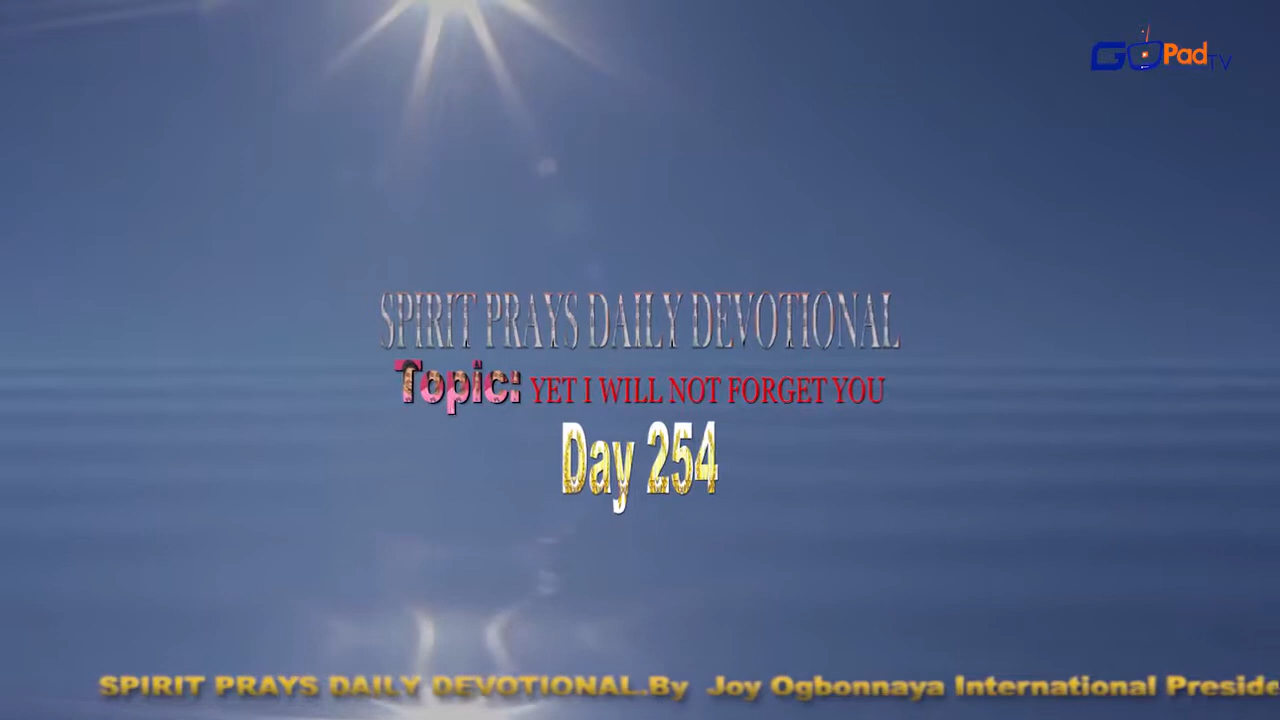 GOPadTV
SPIRIT PRAYS DAILY DEVOTIONAL
Topic: YET I WILL NOT FORGET YOU
Day 254
SPIRIT PRAYS DAILY DEVOTIONAL.By Joy Ogbonnaya International Preside